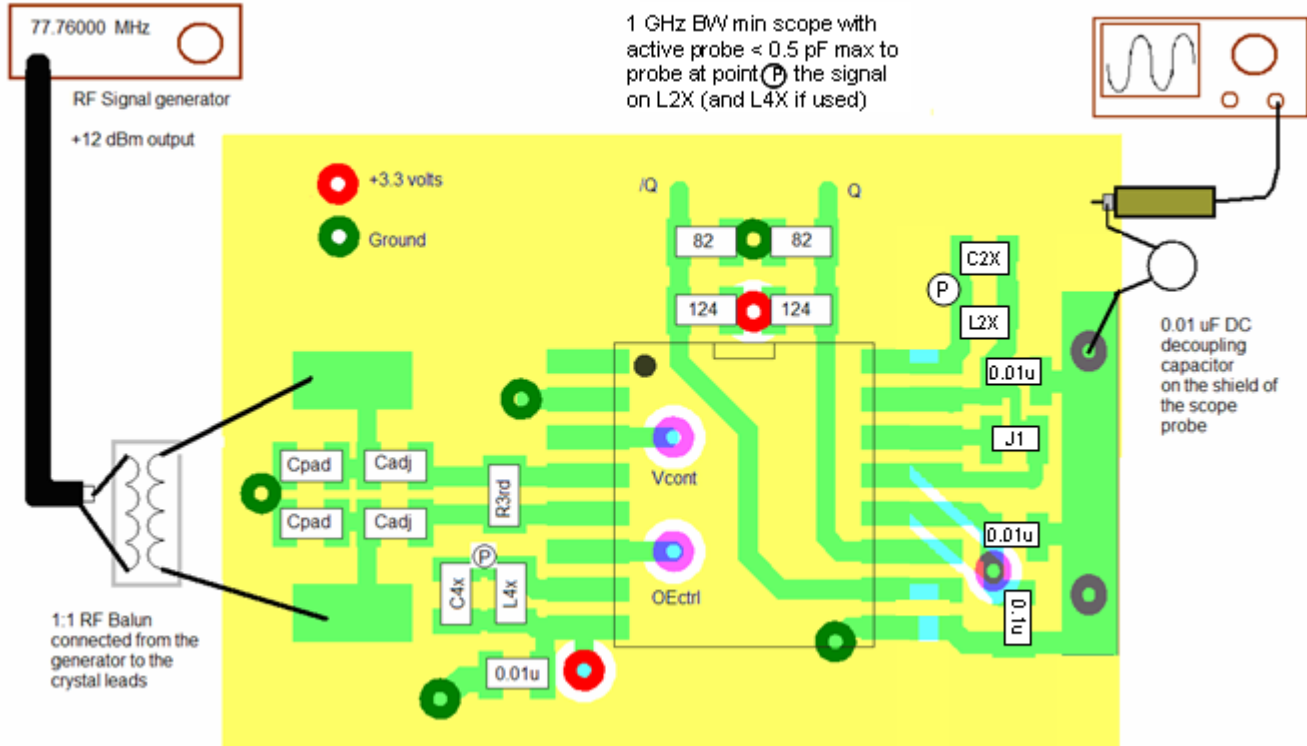 77.76000 MHz
RF Signal generator
+12 dBm output
1 GHz BW min scope with
active probe < 0.5 pF max to
probe at point P the signal
on L2X (and L4X if used)
+3.3 volts
Ground
/Q
Q
82
82
124
124
C2X
P
L2X
0.01u
J1
0.01u
0.1u
0.01 uF DC
decoupling
capacitor
on the shield of
the scope
probe
Cpad
Cadj
Cpad
Cadj
R3rd
Vcont
OEctrl
P
C4x
L4x
0.01u
1:1 RF Balun
connected from the
generator to the
crystal leads